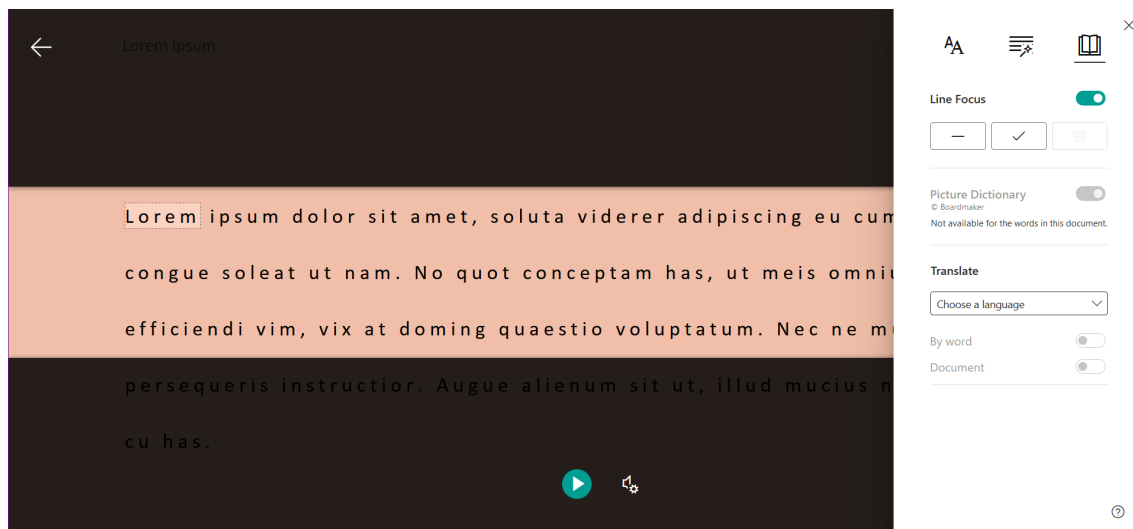 Lorem ipsum
Lorem ipsum dolor sit amet, soluta viderer adipiscing eu cum
congue soleat ut nam. No quot conceptam has, ut meis
efficiendi vim, vix at doming quaestio voluptatum. Nec ne
persequeris instructior. Augue alienum sit ut, illud mucius
cu has.
Line Focus
Picture Dictionary
© Boardmaker
Not available for the words in this document.
Translate
Choose a language
By word
Document